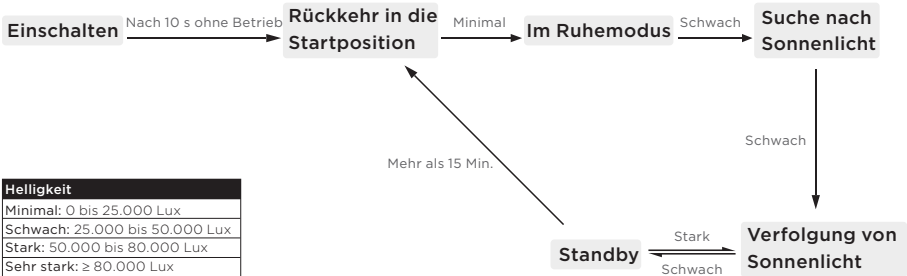 Einschalten
Nach 10 s ohne Betrieb
Rückkehr in die
Startposition
Minimal
Im Ruhemodus
Schwach
Suche nach
Sonnenlicht
Schwach
Mehr als 15 Min.
Helligkeit
Minimal: 0 bis 25.000 Lux
Schwach: 25.000 bis 50.000 Lux
Stark: 50.000 bis 80.000 Lux
Sehr stark: ≥ 80.000 Lux
Standby
Stark
Schwach
Verfolgung von
Sonnenlicht